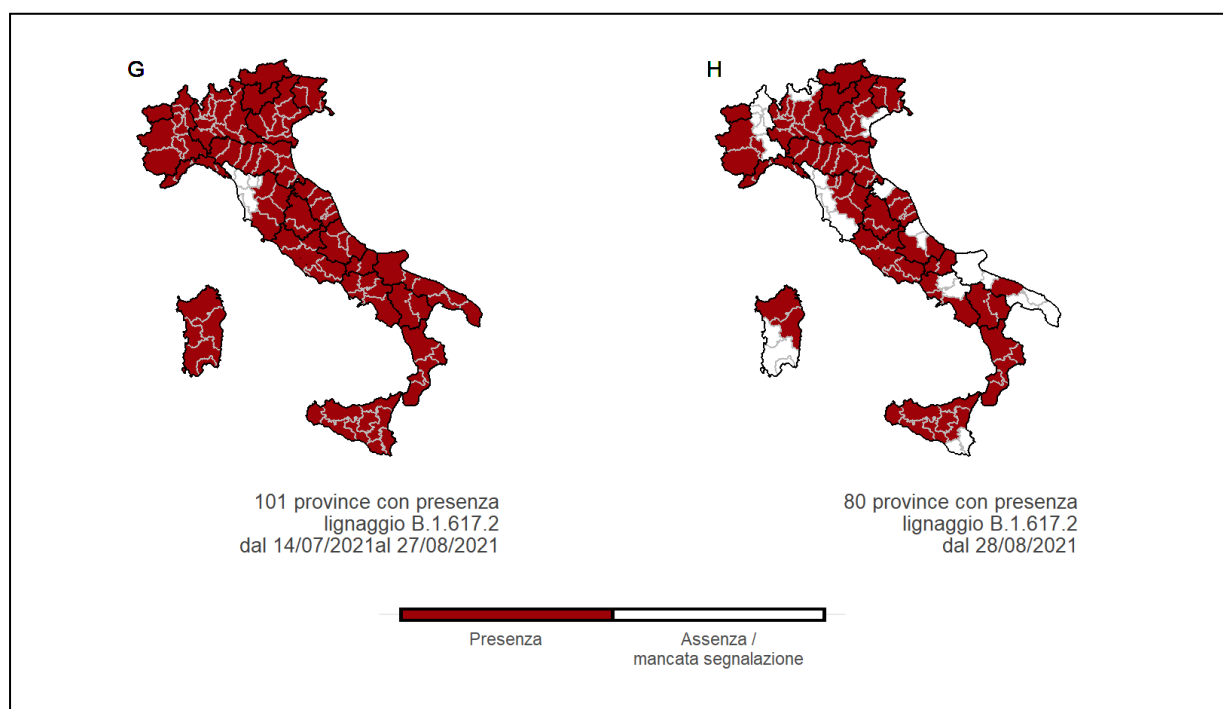 G
H
101 province con presenza
lignaggio B.1.617.2
dal 14/07/2021al 27/08/2021
80 province con presenza
lignaggio B.1.617.2
dal 28/08/2021
Presenza
Assenza /
mancata segnalazione